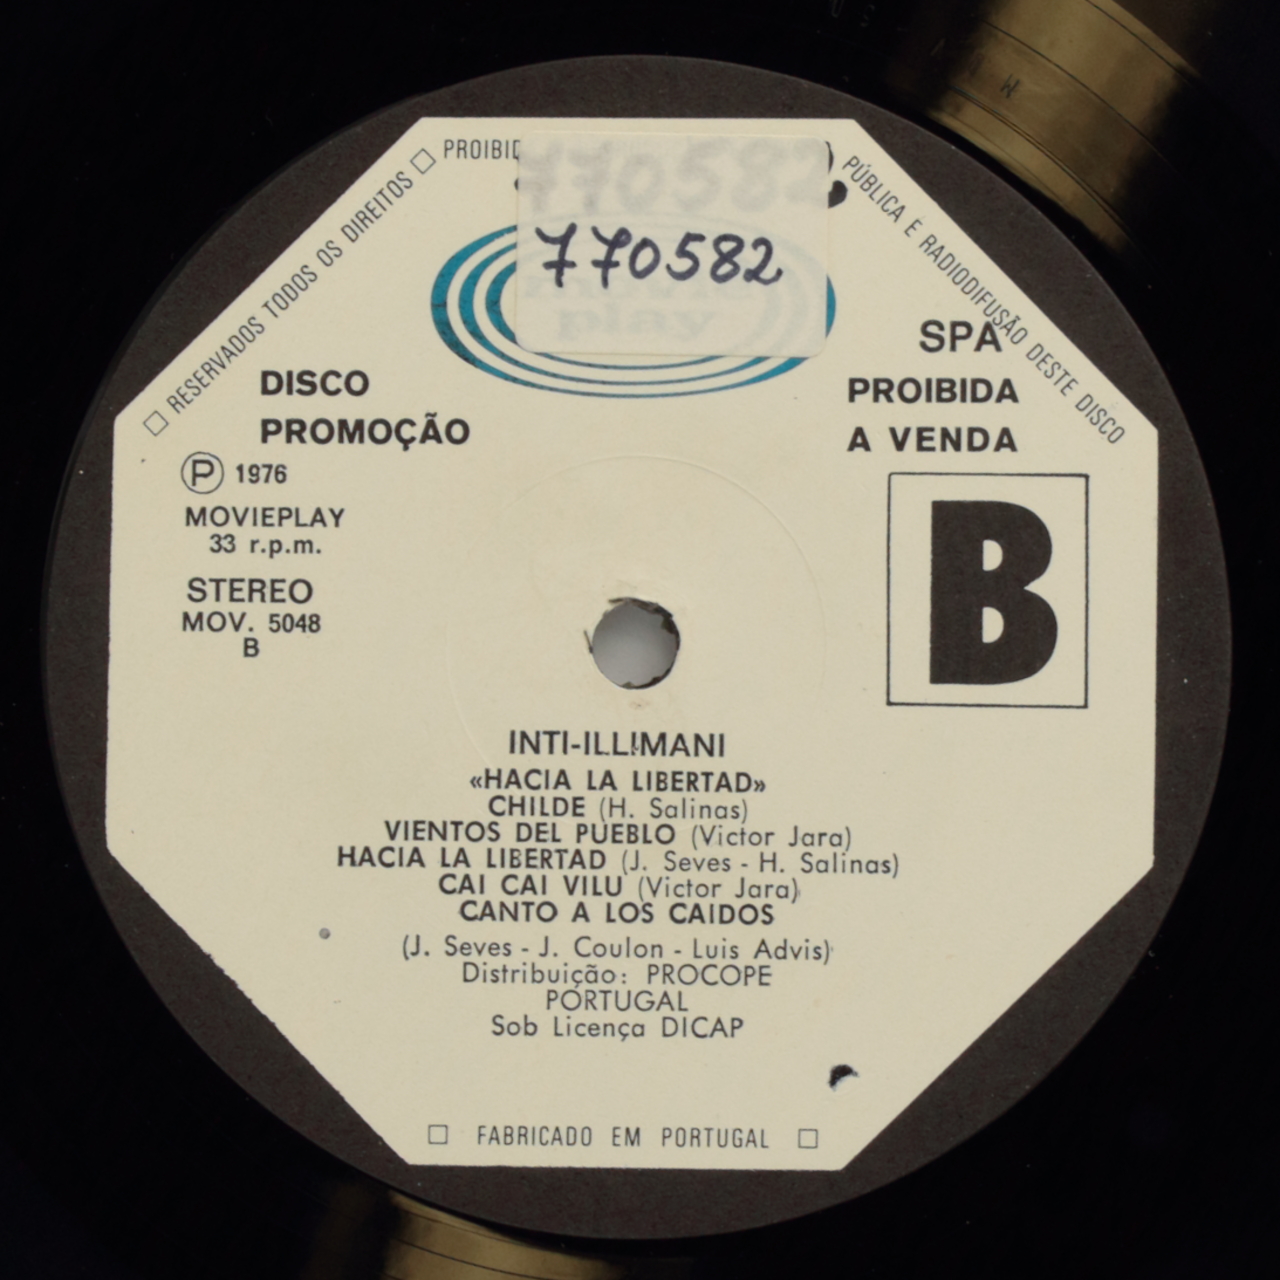 RESERVADOS TODOS OS DIREITOS
PÚBLICA E RADIODIFUSÃO DESTE DISCO
770582
770582
movie
play
DISCO
PROMOÇÃO
SPA
PROIBIDA
A VENDA
Ⓟ 1976
MOVIEPLAY
33 r.p.m.
STEREO
MOV. 5048
B
B
INTI-ILLIMANI
«HACIA LA LIBERTAD»
CHILDE (H. Salinas)
VIENTOS DEL PUEBLO (Victor Jara)
HACIA LA LIBERTAD (J. Seves - H. Salinas)
CAI CAI VILU (Victor Jara)
CANTO A LOS CAIDOS
(J. Seves - J. Coulon - Luis Advis)
Distribuição: PROCOPE
PORTUGAL
Sob Licença DICAP
FABRICADO EM PORTUGAL